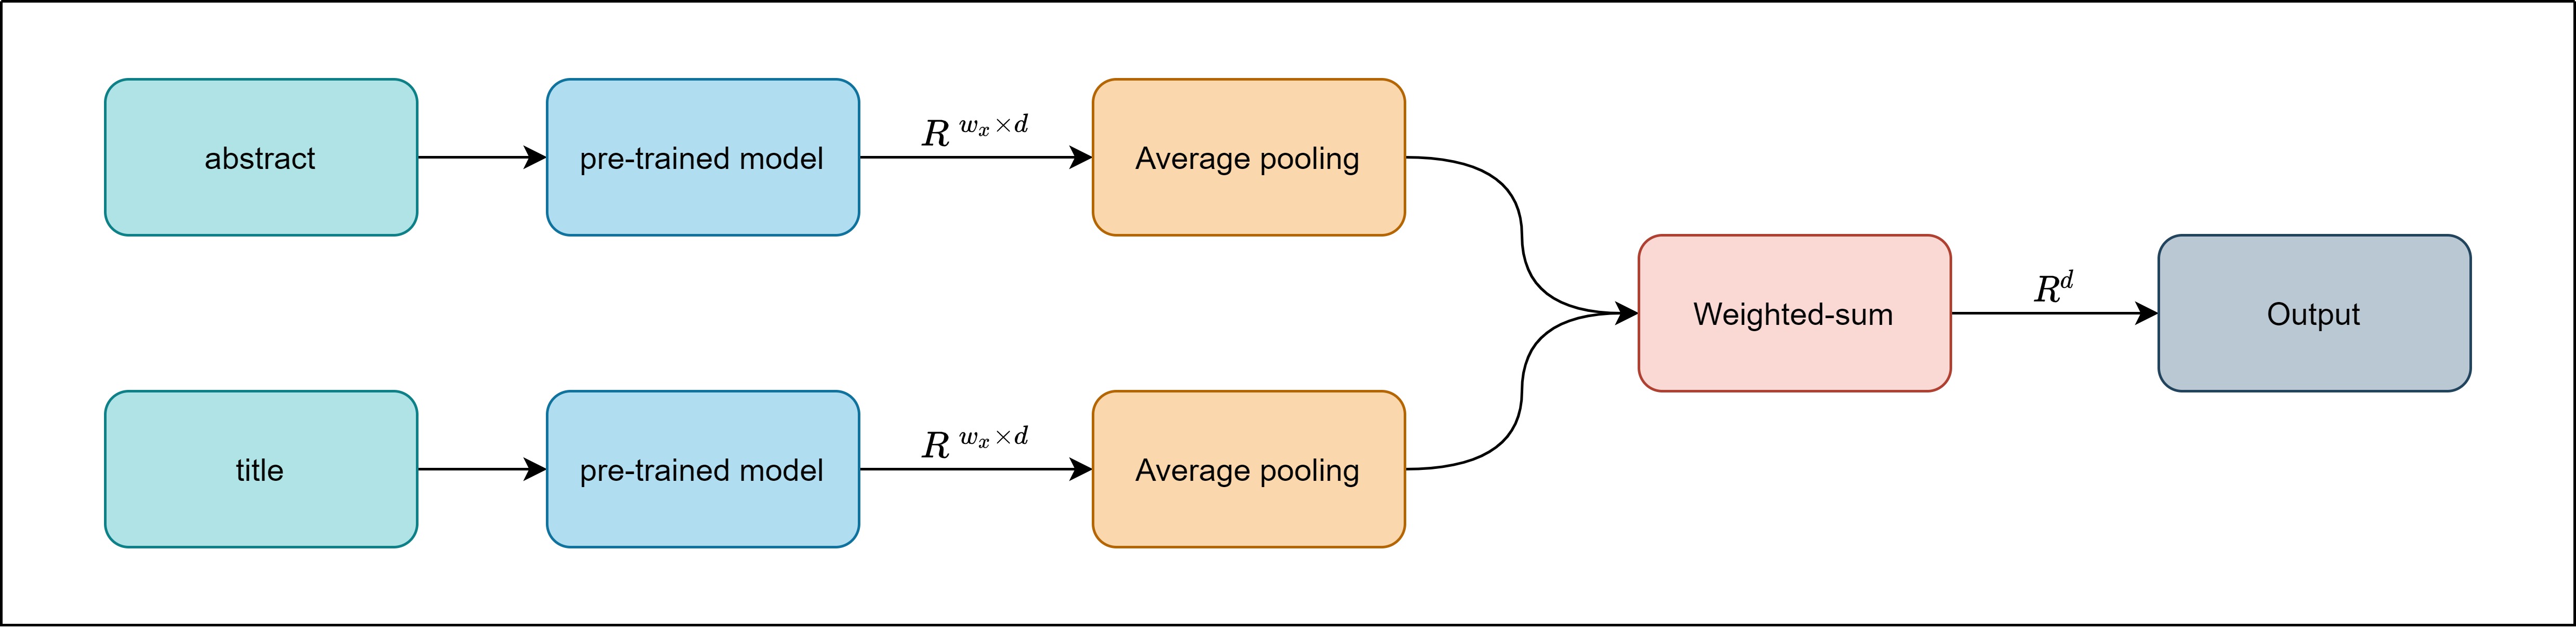 abstract
pre-trained model
$R^{w_x \times d}$
Average pooling
title
pre-trained model
$R^{w_x \times d}$
Average pooling
Weighted-sum
$R^d$
Output